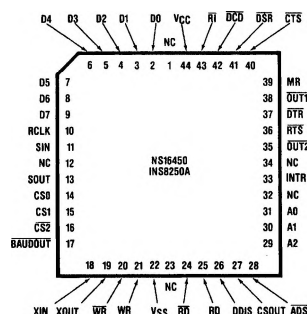 D4 D3 D2 D1 D0 NC VCC RI DCD DSR CTS
6 5 4 3 2 1 44 43 42 41 40
D5 7
D6 8
D7 9
RCLK 10
SIN 11
NC 12
SOUT 13
CS0 14
CS1 15
CS2 16
BAUDOUT 17
NS16450
INS8250A
39 MR
38 OUT1
37 DTR
36 RTS
35 OUT2
34 NC
33 INTR
32 NC
31 A0
30 A1
29 A2
18 19 20 21 22 23 24 25 26 27 28
XIN XOUT WR WR VSS NC RD RD DDIS CSOUT ADS